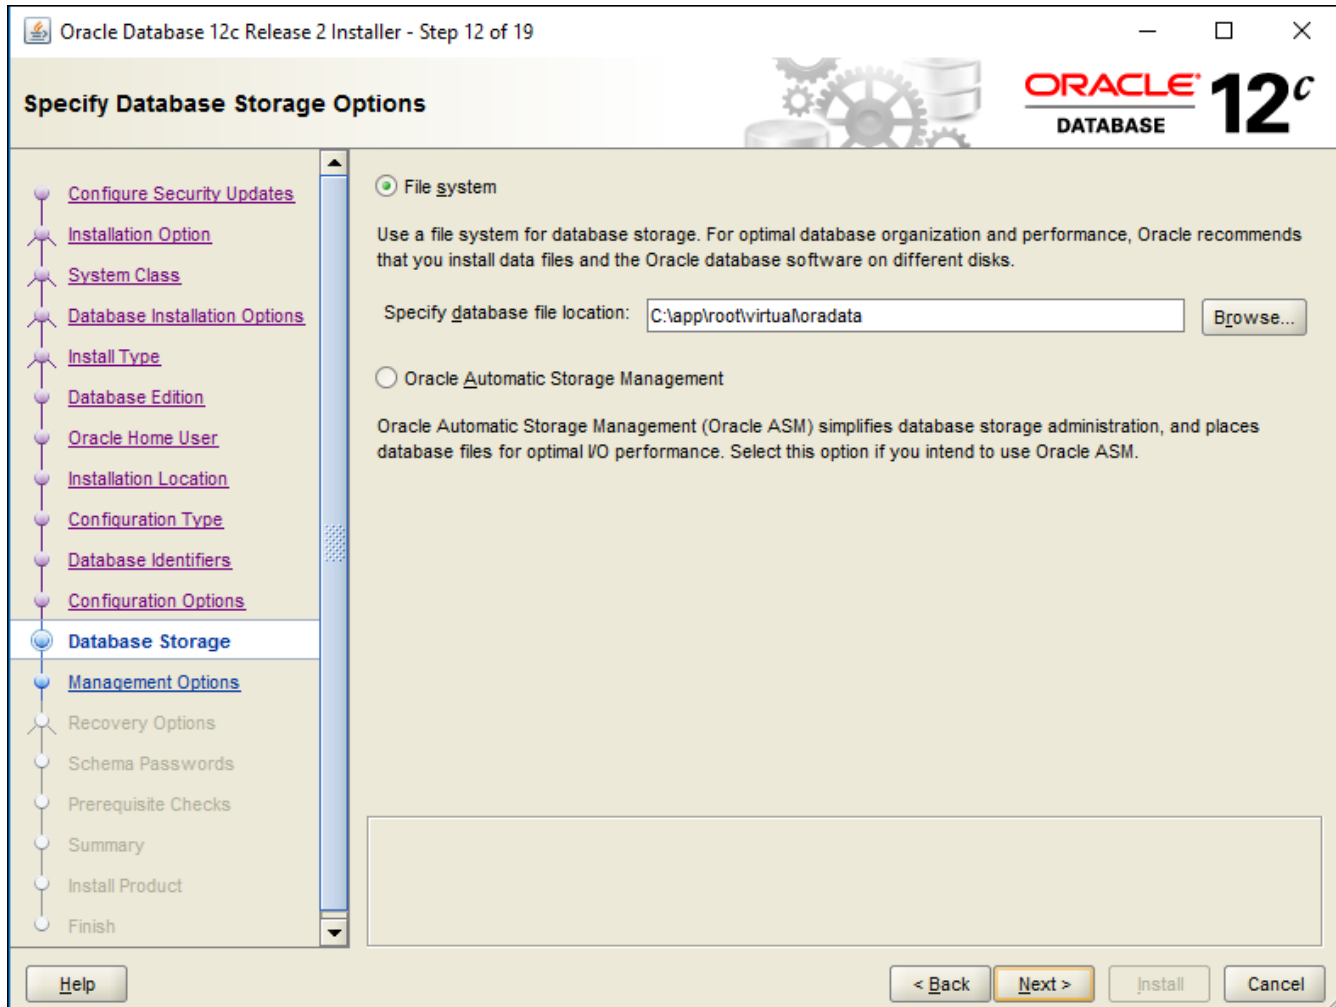 Oracle Database 12c Release 2 Installer - Step 12 of 19
Specify Database Storage Options
ORACLE
DATABASE
12c
Configure Security Updates
Installation Option
System Class
Database Installation Options
Install Type
Database Edition
Oracle Home User
Installation Location
Configuration Type
Database Identifiers
Configuration Options
Database Storage
Management Options
Recovery Options
Schema Passwords
Prerequisite Checks
Summary
Install Product
Finish
File system
Use a file system for database storage. For optimal database organization and performance, Oracle recommends
that you install data files and the Oracle database software on different disks.
Specify database file location: C:\app\root\virtual\oradata Browse...
Oracle Automatic Storage Management
Oracle Automatic Storage Management (Oracle ASM) simplifies database storage administration, and places
database files for optimal I/O performance. Select this option if you intend to use Oracle ASM.
Help < Back Next > Install Cancel